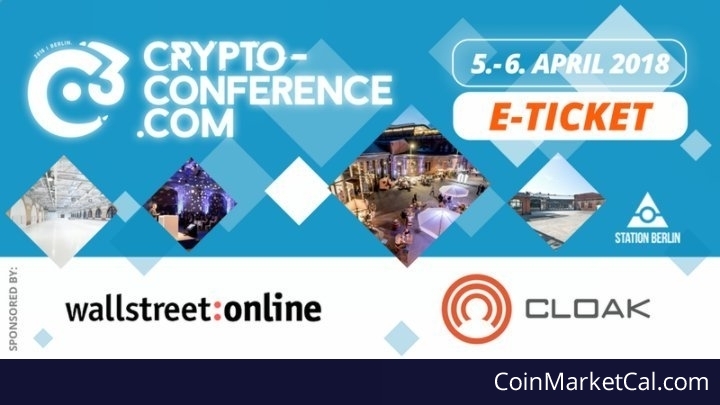 2018 | BERLIN
C3
CRYPTO-
CONFERENCE
.COM
5.-6. APRIL 2018
E-TICKET
STATION BERLIN
SPONSORED BY:
wallstreet:online
CLOAK
CoinMarketCal.com